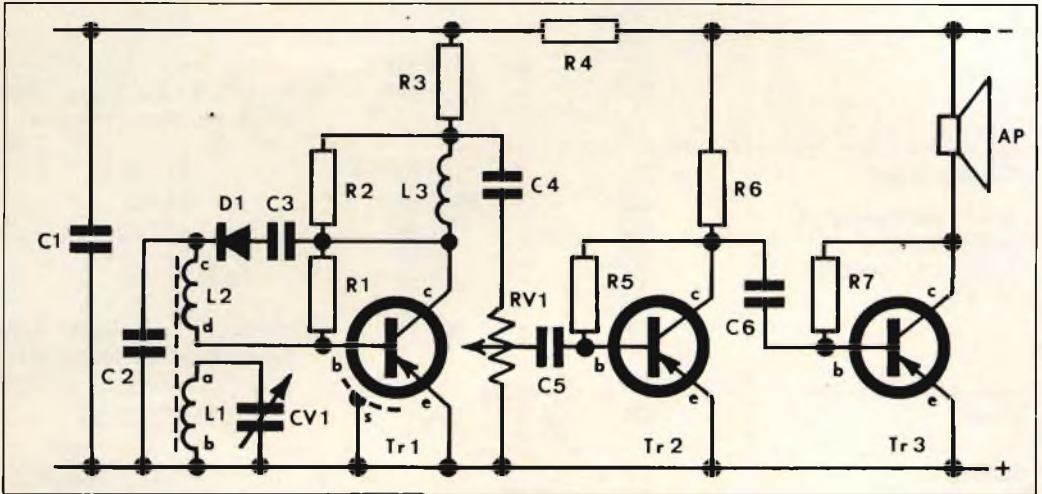 −
R4
R3
AP
R2
L3
C4
R6
D1
C3
C1
c
L2
d
R1
c
RV1
R5
c
C6
R7
c
C2
a
L1
b
CV1
b
s
e
Tr1
C5
b
e
Tr2
b
e
Tr3
+